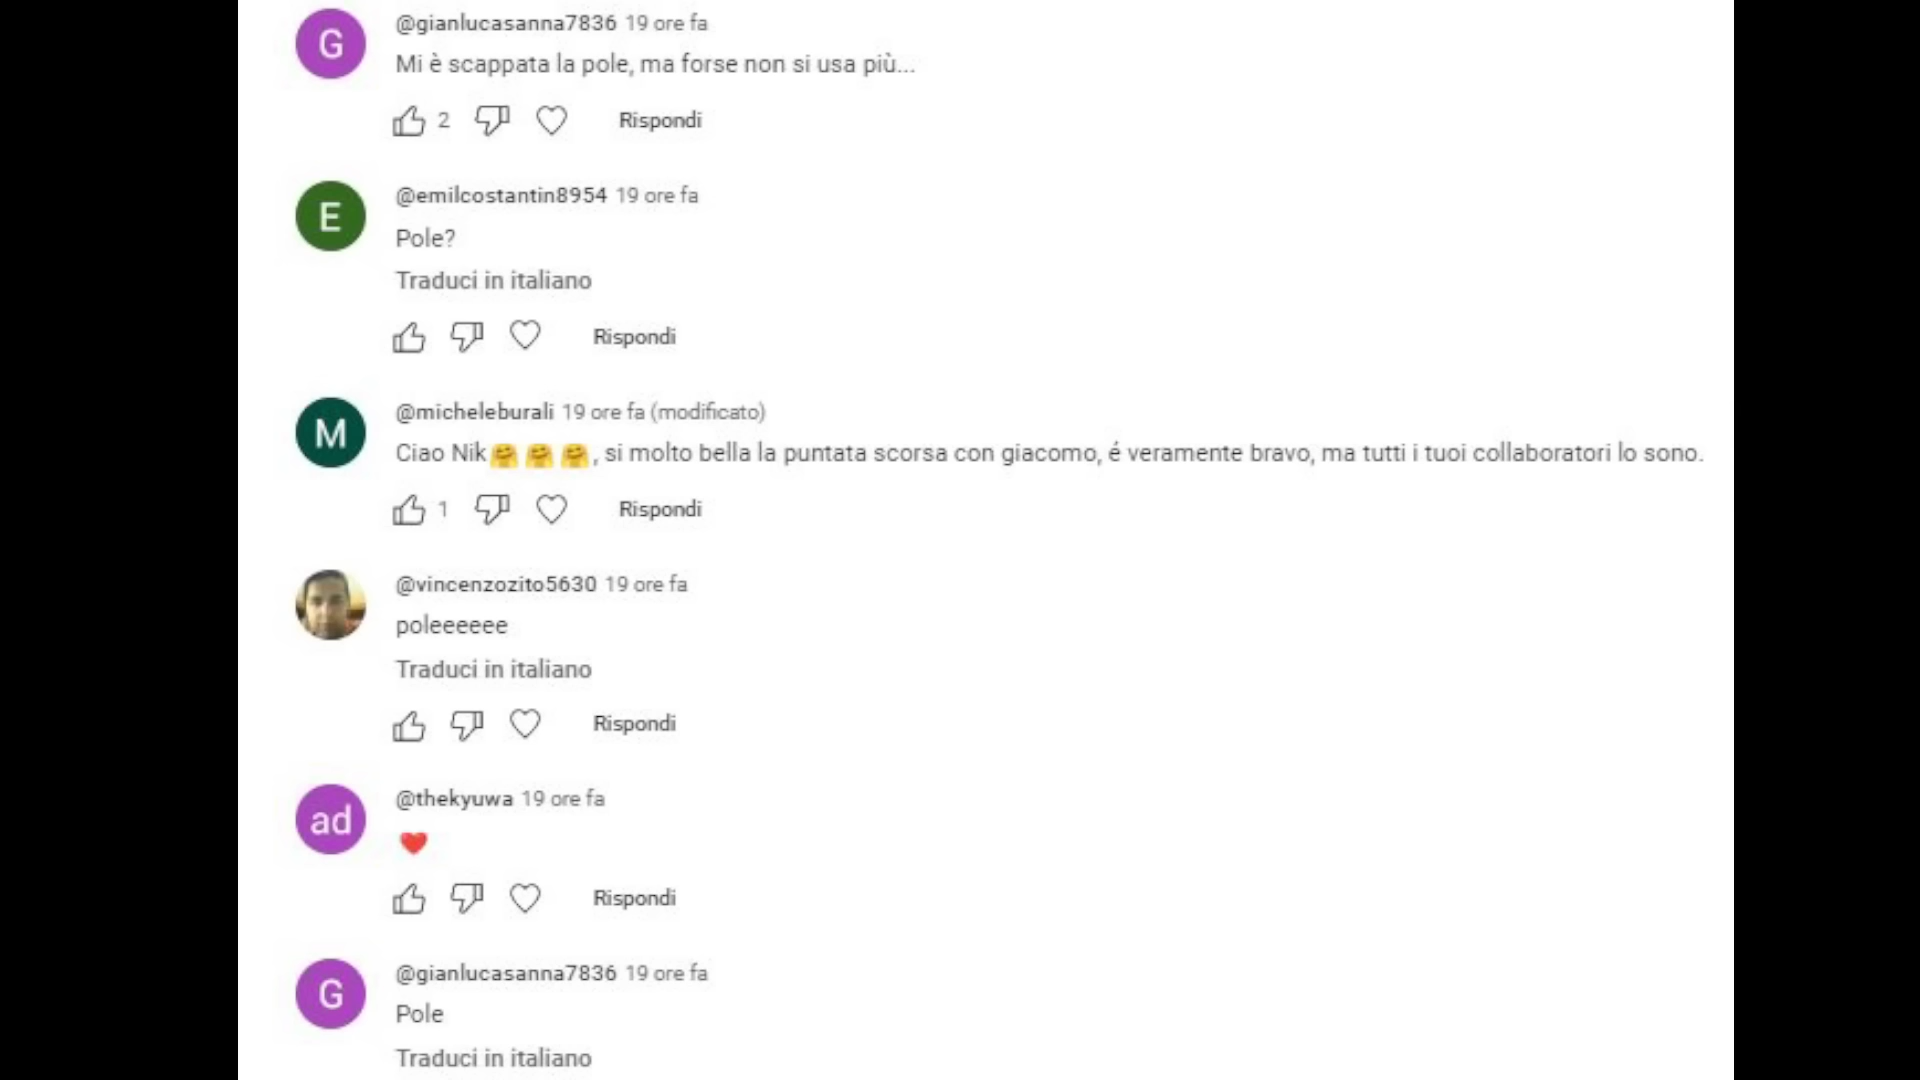 G
@gianlucasanna7836 19 ore fa
Mi è scappata la pole, ma forse non si usa più...
2 Rispondi
E
@emilcostantin8954 19 ore fa
Pole?
Traduci in italiano
Rispondi
M
@micheleburali 19 ore fa (modificato)
Ciao Nik🤗🤗🤗, si molto bella la puntata scorsa con giacomo, é veramente bravo, ma tutti i tuoi collaboratori lo sono.
1 Rispondi
@vincenzozito5630 19 ore fa
poleeeeee
Traduci in italiano
Rispondi
ad
@thekyuwa 19 ore fa
❤️
Rispondi
G
@gianlucasanna7836 19 ore fa
Pole
Traduci in italiano